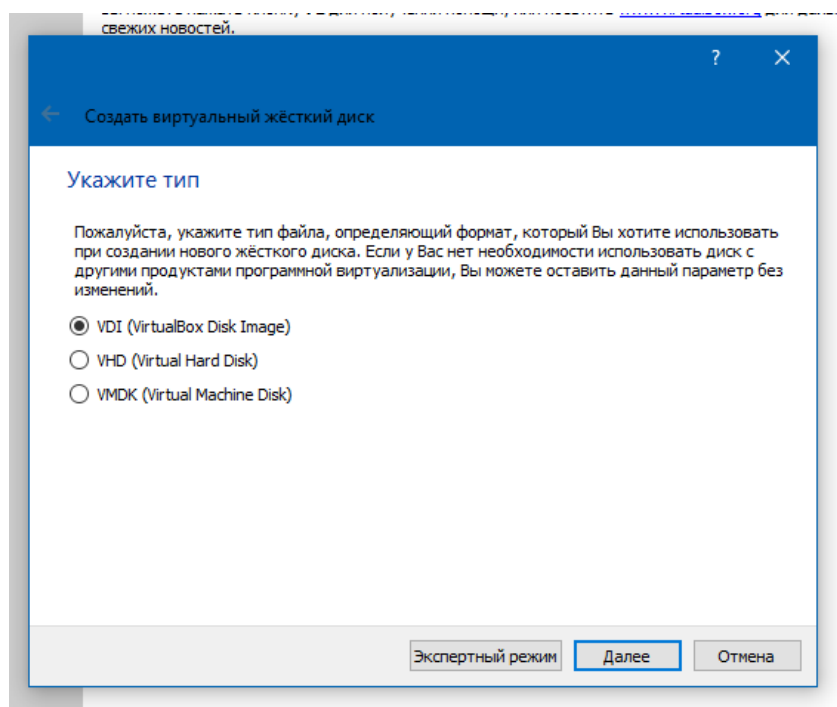 свежих новостей.
?
Создать виртуальный жёсткий диск
Укажите тип
Пожалуйста, укажите тип файла, определяющий формат, который Вы хотите использовать
при создании нового жёсткого диска. Если у Вас нет необходимости использовать диск с
другими продуктами программной виртуализации, Вы можете оставить данный параметр без
изменений.
VDI (VirtualBox Disk Image)
VHD (Virtual Hard Disk)
VMDK (Virtual Machine Disk)
Экспертный режим
Далее
Отмена